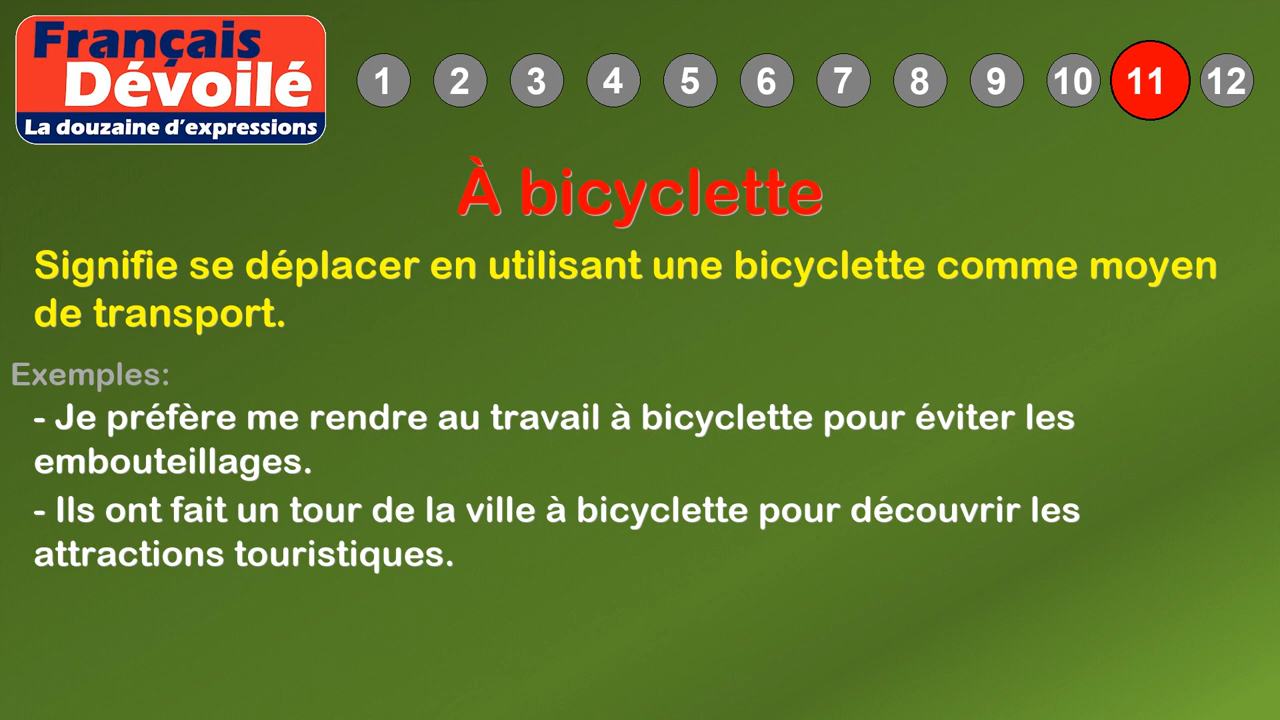 Français
Dévoilé
La douzaine d'expressions
1 2 3 4 5 6 7 8 9 10 11 12
À bicyclette
Signifie se déplacer en utilisant une bicyclette comme moyen
de transport.
Exemples:
- Je préfère me rendre au travail à bicyclette pour éviter les
embouteillages.
- Ils ont fait un tour de la ville à bicyclette pour découvrir les
attractions touristiques.